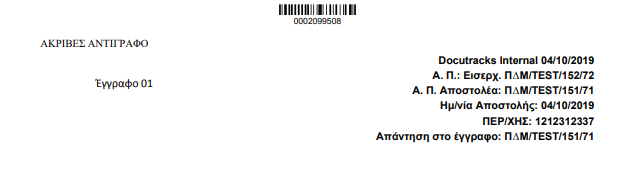 0002099508
ΑΚΡΙΒΕΣ ΑΝΤΙΓΡΑΦΟ
Έγγραφο 01
Docutracks Internal 04/10/2019
Α. Π.: Εισερχ. ΠΔΜ/TEST/152/72
Α. Π. Αποστολέα: ΠΔΜ/TEST/151/71
Ημ/νία Αποστολής: 04/10/2019
ΠΕΡ/ΧΗΣ: 1212312337
Απάντηση στο έγγραφο: ΠΔΜ/TEST/151/71